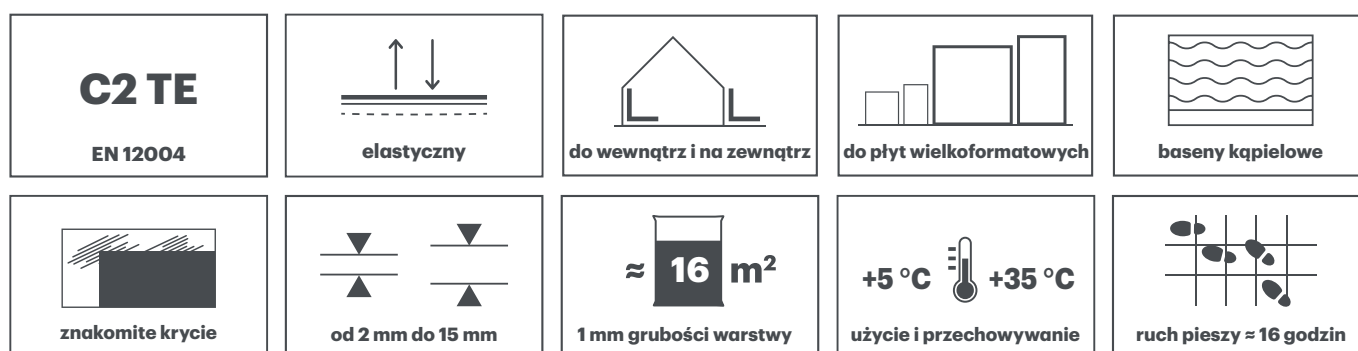 C2 TE
EN 12004
elastyczny
do wewnątrz i na zewnątrz
do płyt wielkoformatowych
baseny kąpielowe
znakomite krycie
od 2 mm do 15 mm
≈ 16 m²
1 mm grubości warstwy
+5 °C +35 °C
użycie i przechowywanie
ruch pieszy ≈ 16 godzin